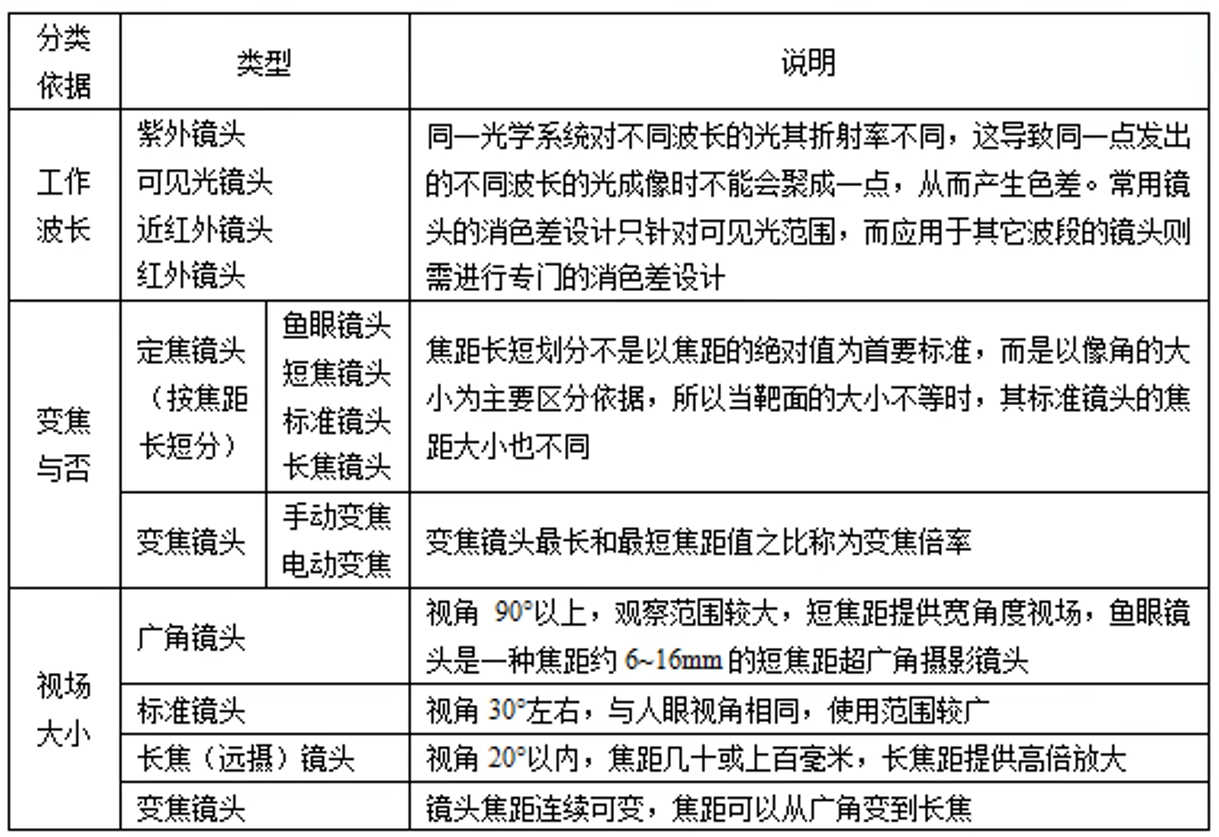 分类
依据
类型
说明
工作
波长
紫外镜头
可见光镜头
近红外镜头
红外镜头
同一光学系统对不同波长的光其折射率不同，这导致同一点发出
的不同波长的光成像时不能会聚成一点，从而产生色差。常用镜
头的消色差设计只针对可见光范围，而应用于其它波段的镜头则
需进行专门的消色差设计
变焦
与否
定焦镜头
（按焦距
长短分）
鱼眼镜头
短焦镜头
标准镜头
长焦镜头
焦距长短划分不是以焦距的绝对值为首要标准，而是以像角的大
小为主要区分依据，所以当靶面的大小不等时，其标准镜头的焦
距大小也不同
变焦镜头
手动变焦
电动变焦
变焦镜头最长和最短焦距值之比称为变焦倍率
视场
大小
广角镜头
视角 90°以上，观察范围较大，短焦距提供宽角度视场，鱼眼镜
头是一种焦距约 6~16mm 的短焦距超广角摄影镜头
标准镜头
视角 30°左右，与人眼视角相同，使用范围较广
长焦（远摄）镜头
视角 20°以内，焦距几十或上百毫米，长焦距提供高倍放大
变焦镜头
镜头焦距连续可变，焦距可以从广角变到长焦